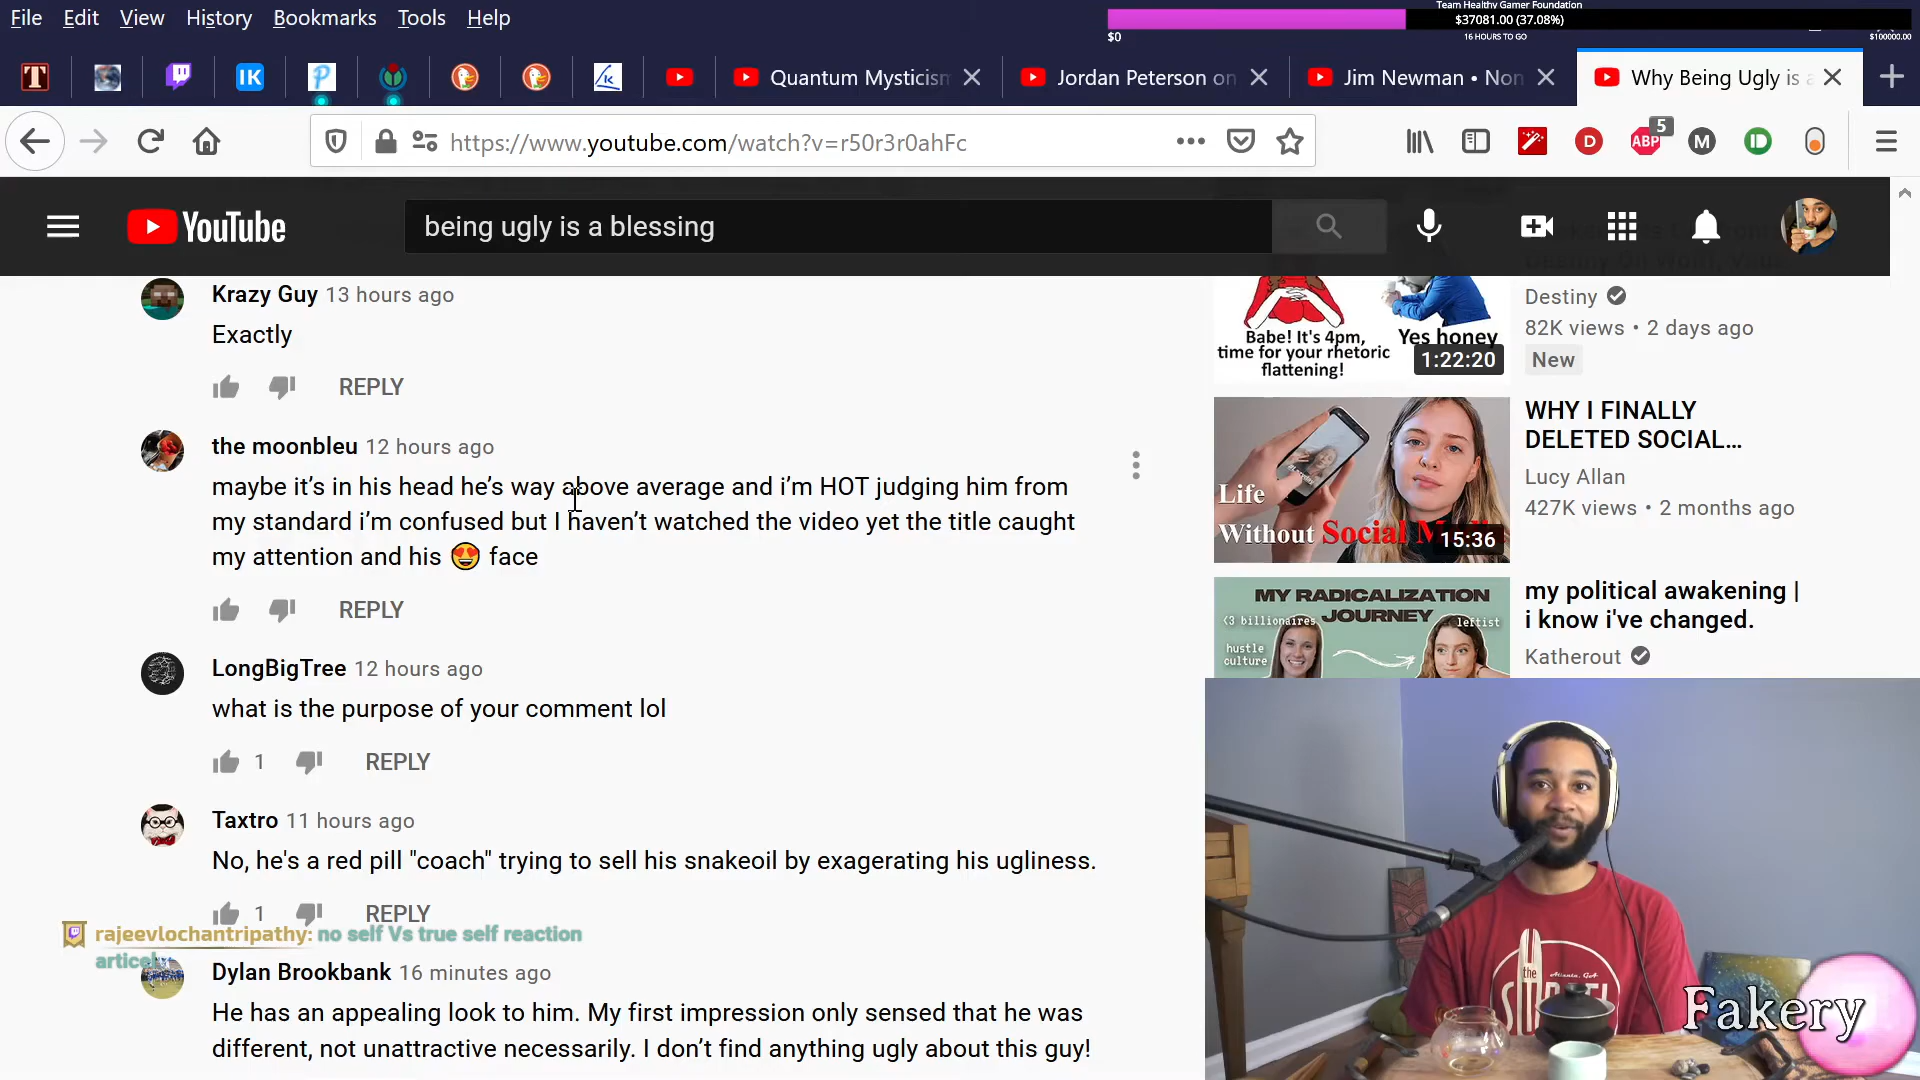 File Edit View History Bookmarks Tools Help
Team Healthy Gamer Foundation
$37081.00 (37.08%)
$0
16 HOURS TO GO
$100000.00
Quantum Mysticism
Jordan Peterson on
Jim Newman • Non
Why Being Ugly is a
https://www.youtube.com/watch?v=r50r3r0ahFc
5
ABP
YouTube
being ugly is a blessing
Krazy Guy 13 hours ago
Exactly
REPLY
the moonbleu 12 hours ago
maybe it's in his head he's way above average and i'm HOT judging him from
my standard i'm confused but I haven't watched the video yet the title caught
my attention and his 😍 face
REPLY
LongBigTree 12 hours ago
what is the purpose of your comment lol
1 REPLY
Taxtro 11 hours ago
No, he's a red pill "coach" trying to sell his snakeoil by exagerating his ugliness.
1 REPLY
rajeevlochantripathy: no self Vs true self reaction
articel
Dylan Brookbank 16 minutes ago
He has an appealing look to him. My first impression only sensed that he was
different, not unattractive necessarily. I don't find anything ugly about this guy!
Babe! It's 4pm,
time for your rhetoric
flattening!
Yes honey
1:22:20
Destiny
82K views • 2 days ago
New
Life
Without Social
15:36
WHY I FINALLY
DELETED SOCIAL...
Lucy Allan
427K views • 2 months ago
MY RADICALIZATION
JOURNEY
<3 billionaires
hustle
culture
leftist
my political awakening |
i know i've changed.
Katherout
the
Atlanta, GA
Fakery